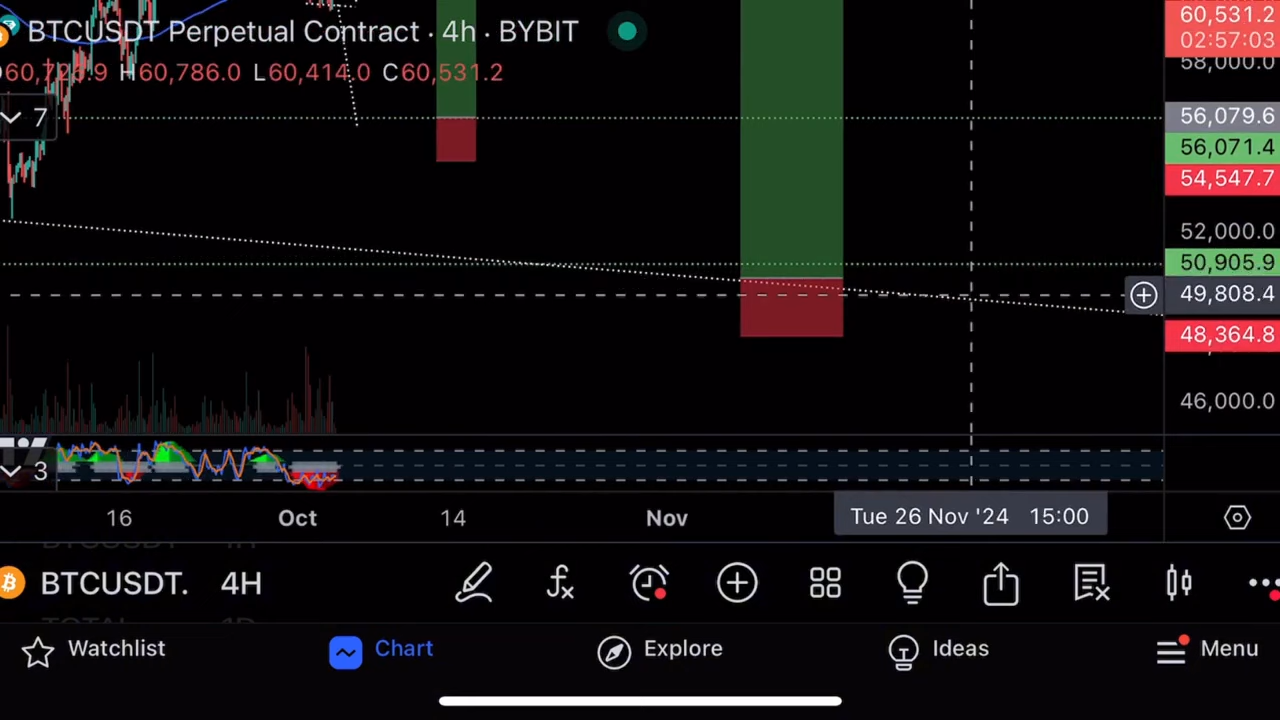 BTCUSDT Perpetual Contract · 4h · BYBIT
60,726.9 H60,786.0 L60,414.0 C60,531.2
7
60,531.2
02:57:03
58,000.0
56,079.6
56,071.4
54,547.7
52,000.0
50,905.9
49,808.4
48,364.8
46,000.0
3
16 Oct 14 Nov Tue 26 Nov '24 15:00
BTCUSDT. 4H
Watchlist Chart Explore Ideas Menu